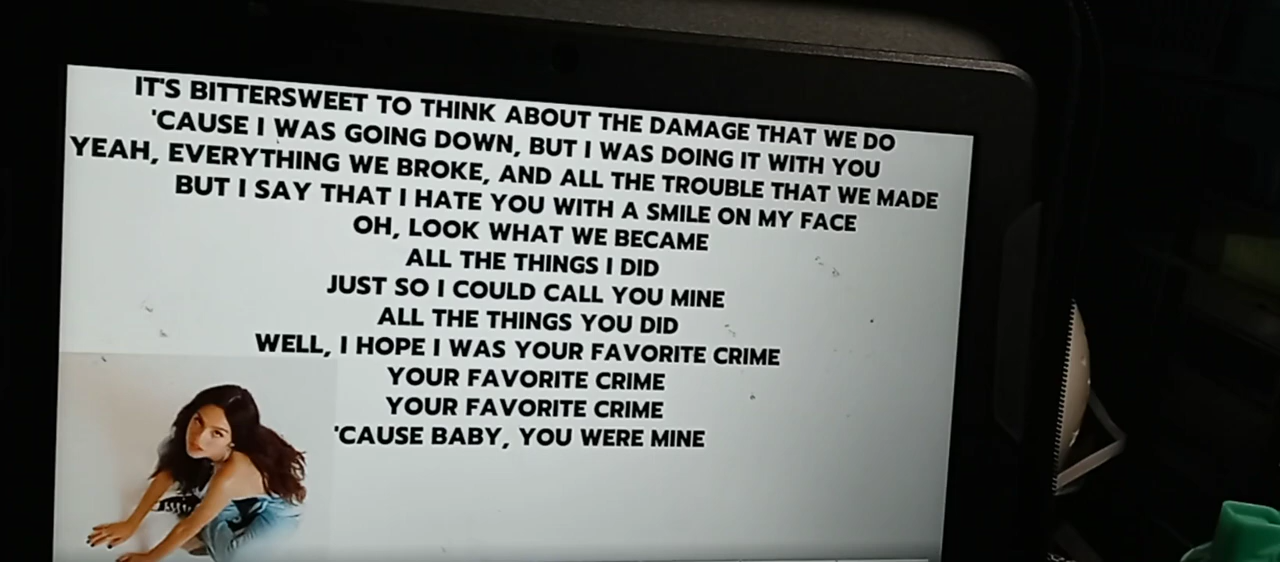 IT'S BITTERSWEET TO THINK ABOUT THE DAMAGE THAT WE DO
'CAUSE I WAS GOING DOWN, BUT I WAS DOING IT WITH YOU
YEAH, EVERYTHING WE BROKE, AND ALL THE TROUBLE THAT WE MADE
BUT I SAY THAT I HATE YOU WITH A SMILE ON MY FACE
OH, LOOK WHAT WE BECAME
ALL THE THINGS I DID
JUST SO I COULD CALL YOU MINE
ALL THE THINGS YOU DID
WELL, I HOPE I WAS YOUR FAVORITE CRIME
YOUR FAVORITE CRIME
YOUR FAVORITE CRIME
'CAUSE BABY, YOU WERE MINE